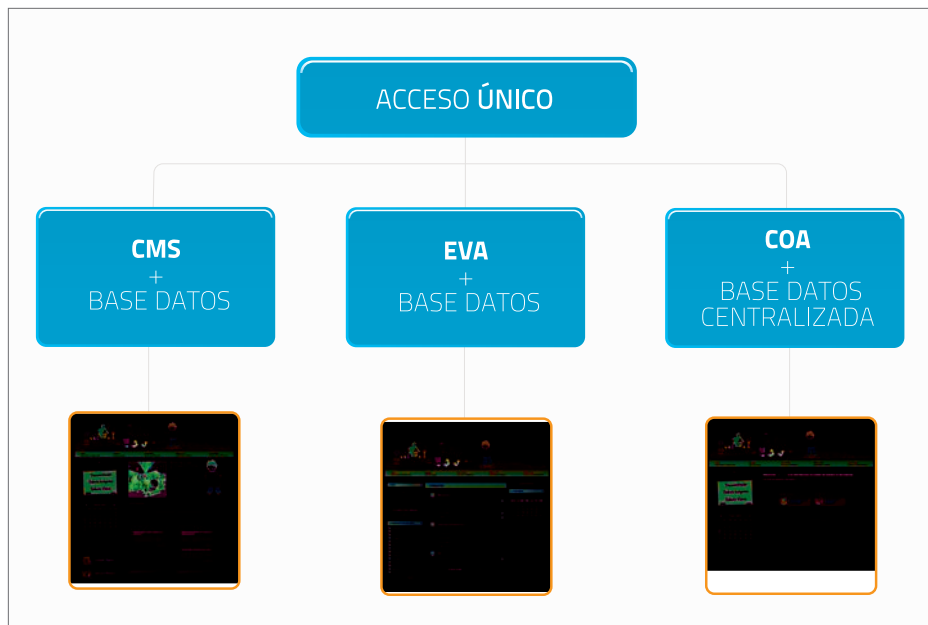 ACCESO ÚNICO
CMS
+
BASE DATOS
EVA
+
BASE DATOS
COA
+
BASE DATOS
CENTRALIZADA